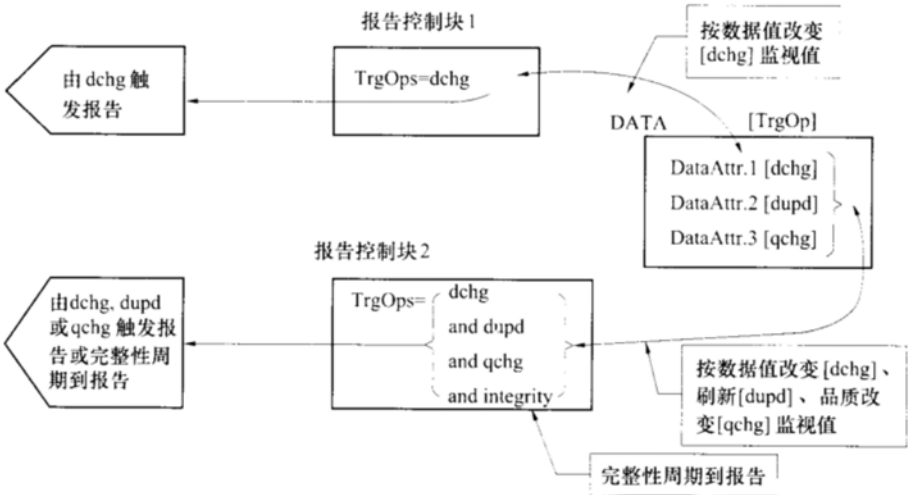 报告控制块1
按数据值改变
[dchg] 监视值
由 dchg 触
发报告
TrgOps=dchg
DATA
[TrgOp]
DataAttr.1 [dchg]
DataAttr.2 [dupd]
DataAttr.3 [qchg]
报告控制块2
由dchg, dupd
或qchg 触发报
告或完整性周
期到报告
TrgOps=
dchg
and dupd
and qchg
and integrity
按数据值改变 [dchg]、
刷新[dupd]、品质改
变[qchg] 监视值
完整性周期到报告